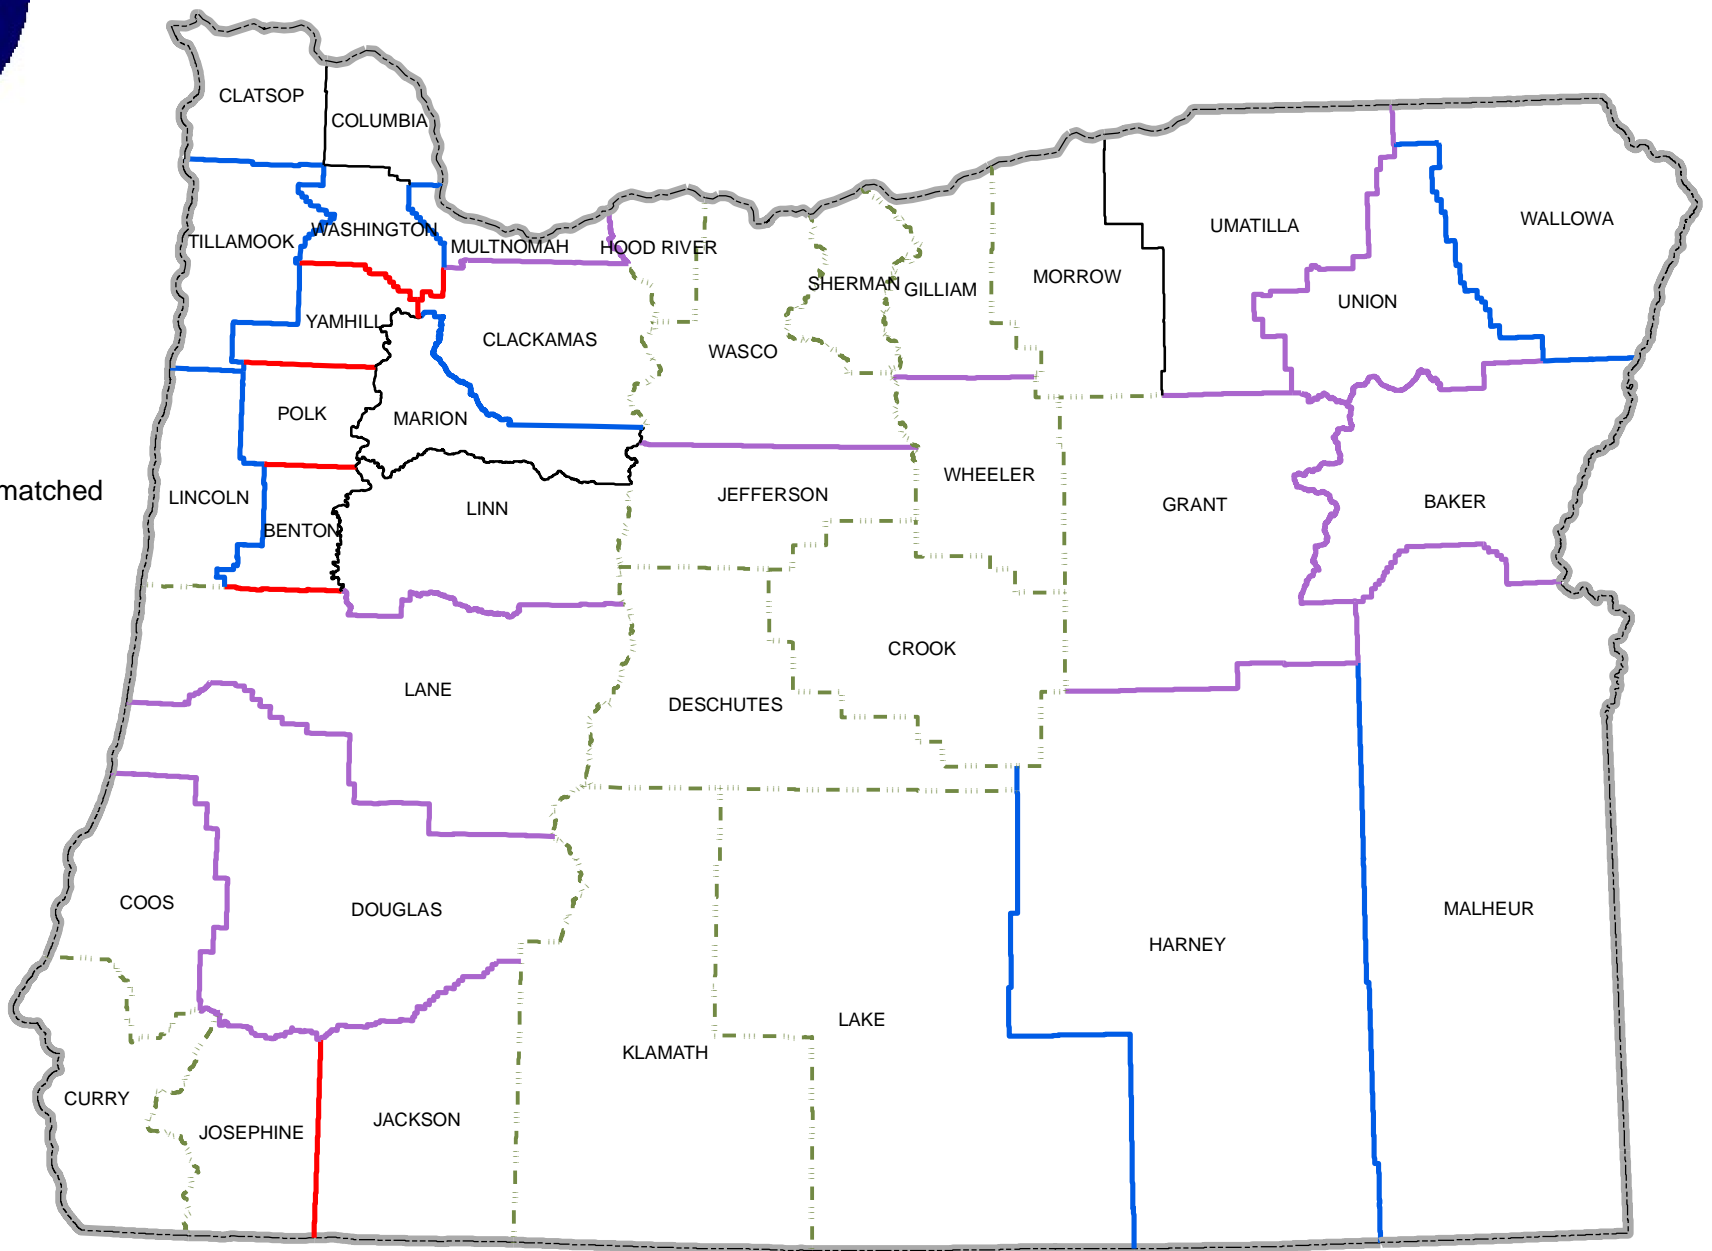 CLATSOP
COLUMBIA
WALLOWA
UMATILLA
WASHINGTON
TILLAMOOK
MULTNOMAH
HOOD RIVER
MORROW
SHERMAN
GILLIAM
UNION
YAMHILL
CLACKAMAS
WASCO
POLK
MARION
WHEELER
matched
LINCOLN
JEFFERSON
BAKER
GRANT
LINN
BENTON
CROOK
LANE
DESCHUTES
COOS
DOUGLAS
MALHEUR
HARNEY
LAKE
KLAMATH
CURRY
JACKSON
JOSEPHINE